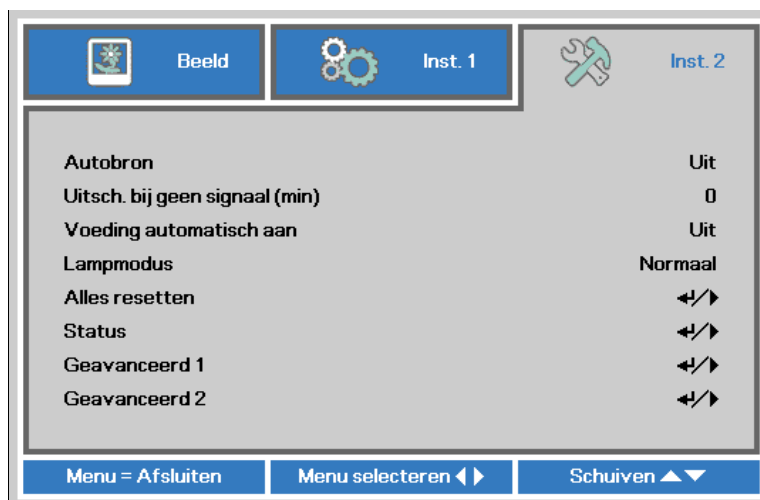 Beeld Inst. 1 Inst. 2
Autobron Uit
Uitsch. bij geen signaal (min) 0
Voeding automatisch aan Uit
Lampmodus Normaal
Alles resetten ↵/▶
Status ↵/▶
Geavanceerd 1 ↵/▶
Geavanceerd 2 ↵/▶
Menu = Afsluiten Menu selecteren ◀▶ Schuiven ▲▼